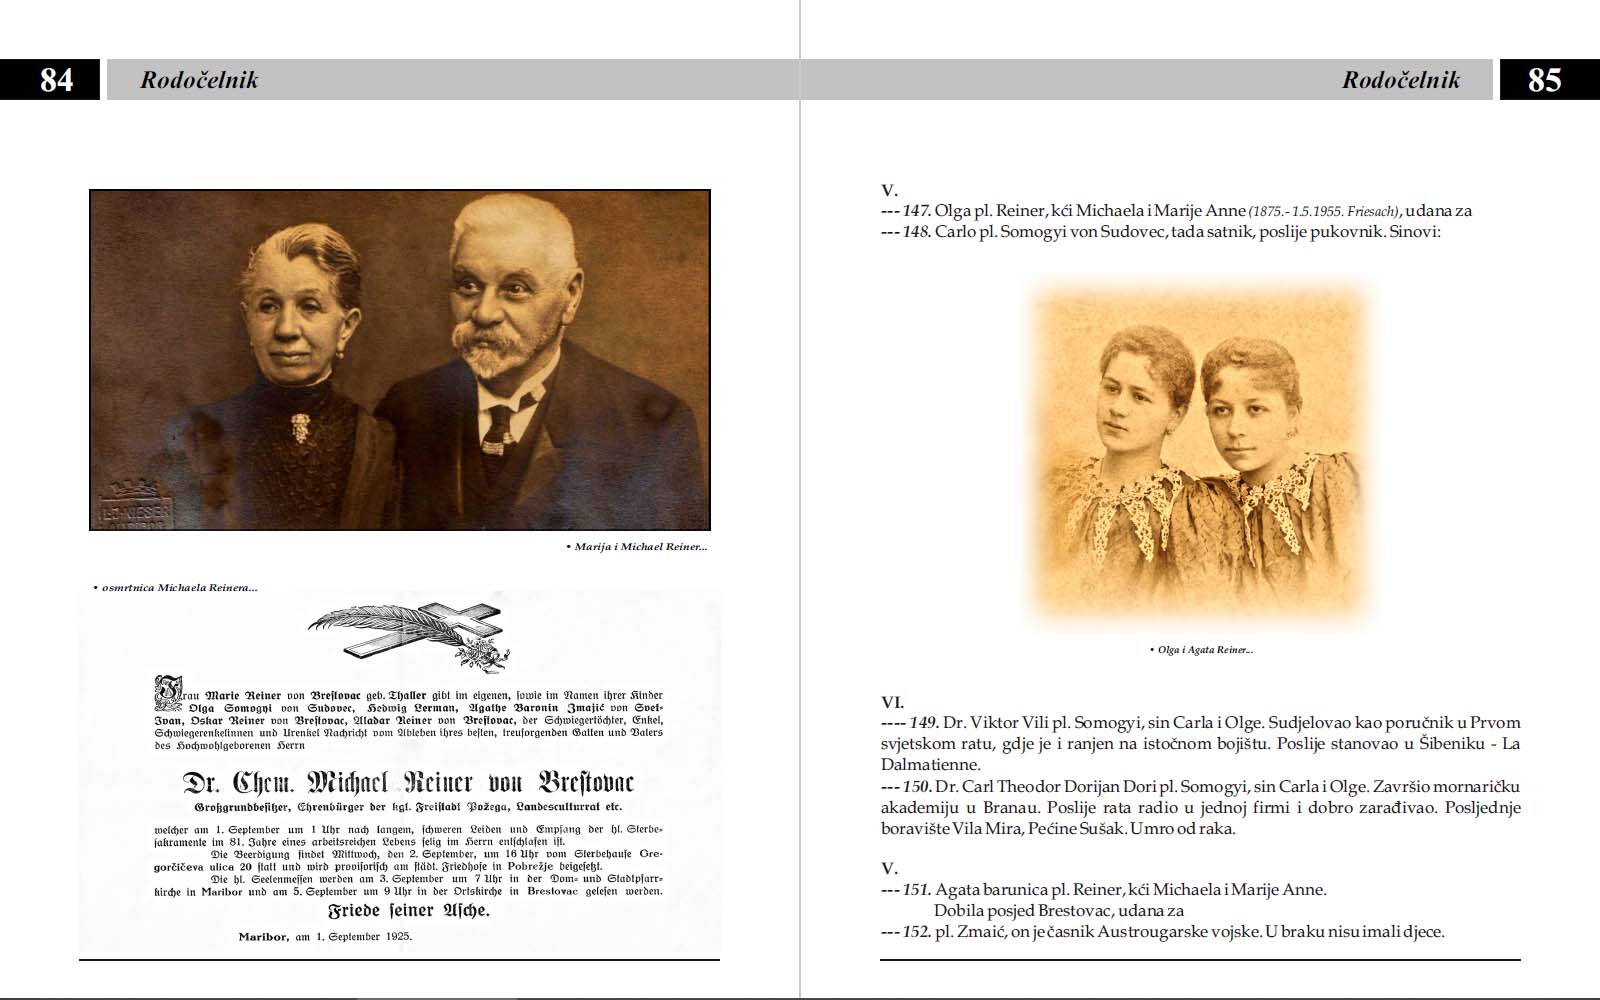 84
Rodočelnik
• Marija i Michael Reiner...
• osmrtnica Michaela Reinera...
Frau Marie Reiner von Brestovac geb. Thaller gibt im eigenen, sowie im Namen ihrer Kinder
Olga Somogyi von Sudovec, Hedwig Lerman, Agathe Baronin Zmajić von Svet-
Ivan, Oskar Reiner von Brestovac, Aladar Reiner von Brestovac, der Schwiegertöchter, Enkel,
Schwiegerenkelinnen und Urenkel Nachricht vom Ableben ihres besten, treusorgenden Gatten und Vaters
des Hochwohlgeborenen Herrn
Dr. Chem. Michael Reiner von Brestovac
Großgrundbesitzer, Ehrenbürger der kgl. Freistadt Požega, Landesculturrat etc.
welcher am 1. September um 1 Uhr nach langem, schweren Leiden und Empfang der hl. Sterbe-
sakramente im 81. Jahre eines arbeitsreichen Lebens selig im Herrn entschlafen ist.
Die Beerdigung findet Mittwoch, den 2. September, um 16 Uhr vom Sterbehause Gre-
gorčičeva ulica 20 statt und wird provisorisch am städt. Friedhofe in Pobrežje beigesetzt.
Die hl. Seelenmessen werden am 3. September um 7 Uhr in der Dom- und Stadtpfarr-
kirche in Maribor und am 5. September um 9 Uhr in der Ortskirche in Brestovac gelesen werden.
Friede seiner Asche.
Maribor, am 1. September 1925.
Rodočelnik
85
V.
--- 147. Olga pl. Reiner, kći Michaela i Marije Anne (1875.- 1.5.1955. Friesach), udana za
--- 148. Carlo pl. Somogyi von Sudovec, tada satnik, poslije pukovnik. Sinovi:
• Olga i Agata Reiner...
VI.
---- 149. Dr. Viktor Vili pl. Somogyi, sin Carla i Olge. Sudjelovao kao poručnik u Prvom
svjetskom ratu, gdje je i ranjen na istočnom bojištu. Poslije stanovao u Šibeniku - La
Dalmatienne.
--- 150. Dr. Carl Theodor Dorijan Dori pl. Somogyi, sin Carla i Olge. Završio mornaričku
akademiju u Branau. Poslije rata radio u jednoj firmi i dobro zarađivao. Posljednje
boravište Vila Mira, Pećine Sušak. Umro od raka.
V.
--- 151. Agata barunica pl. Reiner, kći Michaela i Marije Anne.
Dobila posjed Brestovac, udana za
--- 152. pl. Zmaić, on je časnik Austrougarske vojske. U braku nisu imali djece.